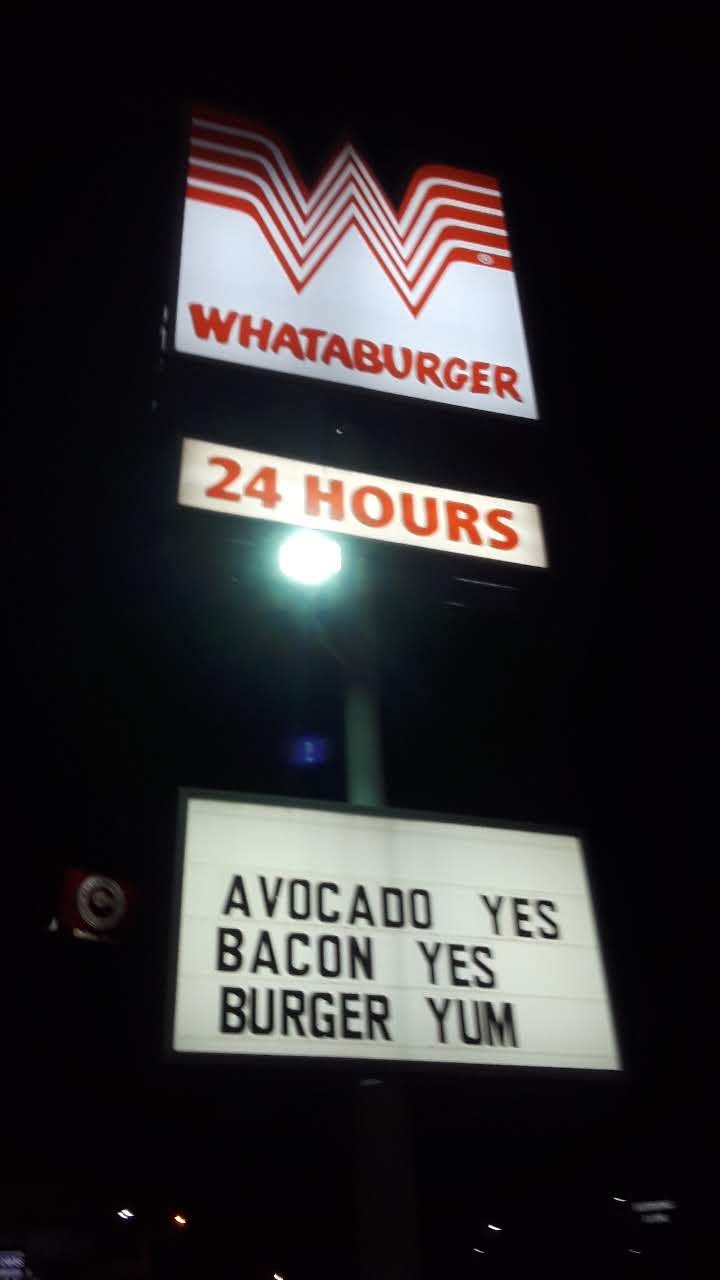 WHATABURGER
24 HOURS
AVOCADO YES
BACON YES
BURGER YUM